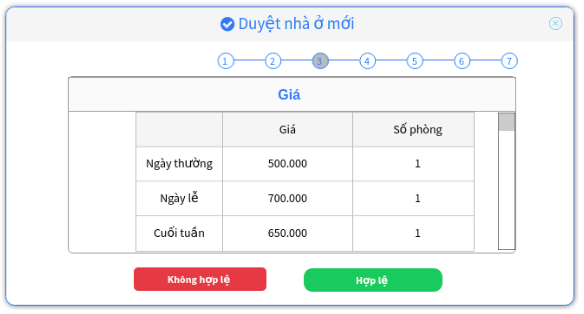 Duyệt nhà ở mới
1 2 3 4 5 6 7
Giá
Giá Số phòng
Ngày thường 500.000 1
Ngày lễ 700.000 1
Cuối tuần 650.000 1
Không hợp lệ Hợp lệ